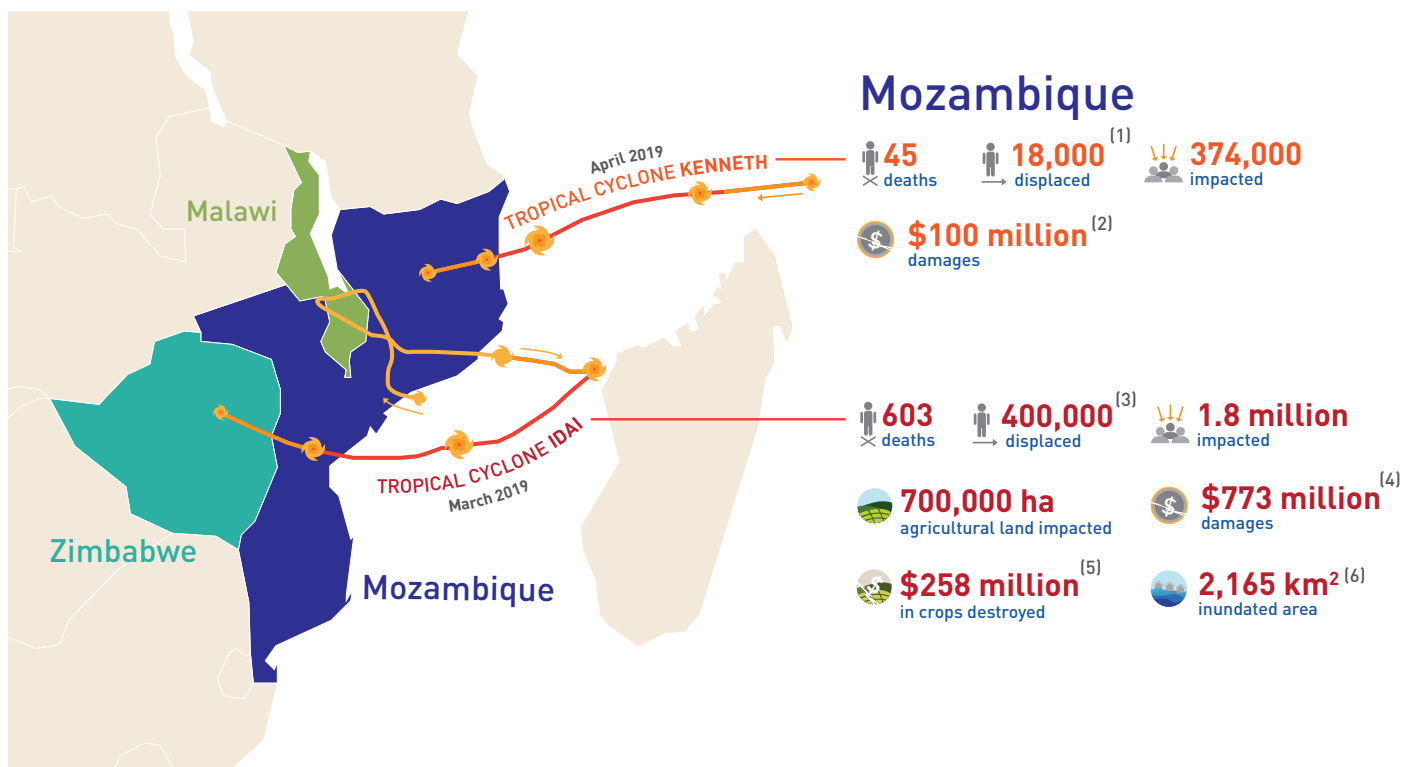 Mozambique
April 2019
TROPICAL CYCLONE KENNETH
45
deaths
18,000 (1)
displaced
374,000
impacted
$100 million (2)
damages
Malawi
603
deaths
400,000 (3)
displaced
1.8 million
impacted
TROPICAL CYCLONE IDAI
March 2019
700,000 ha
agricultural land impacted
$773 million (4)
damages
Zimbabwe
Mozambique
$258 million (5)
in crops destroyed
2,165 km² (6)
inundated area